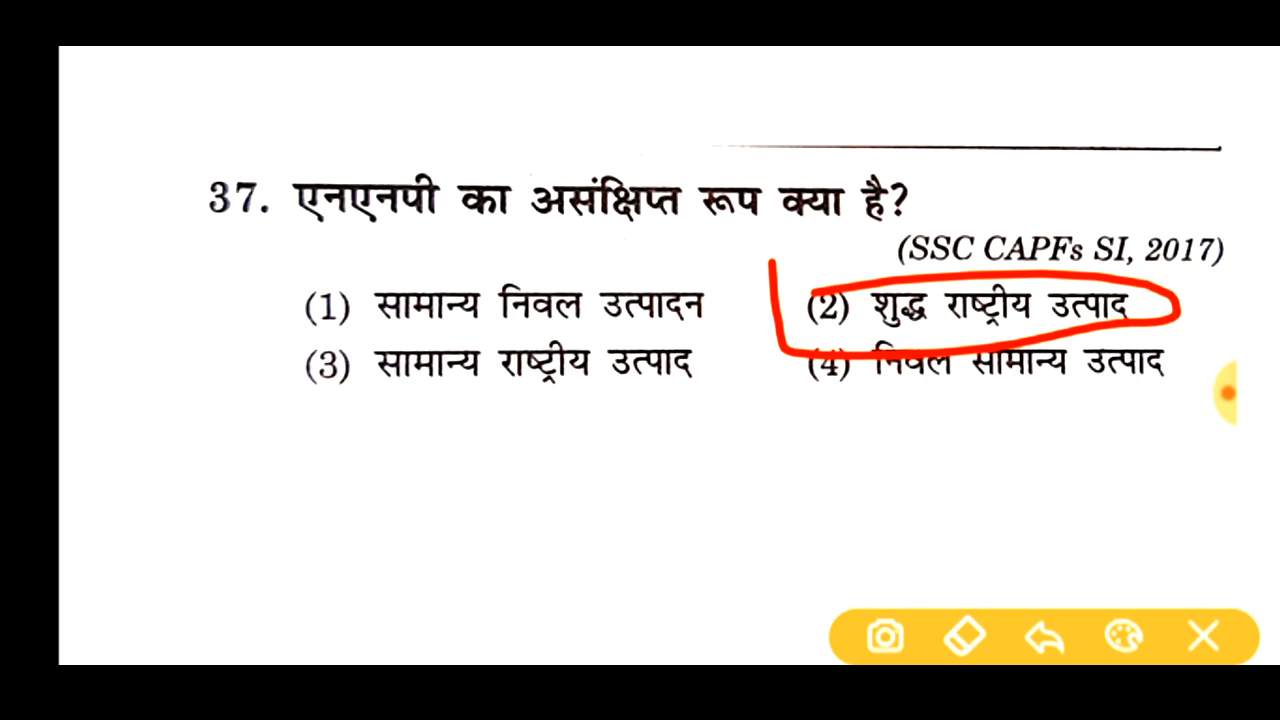 37. एनएनपी का असंक्षिप्त रूप क्या है?
(SSC CAPFs SI, 2017)
(1) सामान्य निवल उत्पादन (2) शुद्ध राष्ट्रीय उत्पाद
(3) सामान्य राष्ट्रीय उत्पाद (4) निवल सामान्य उत्पाद